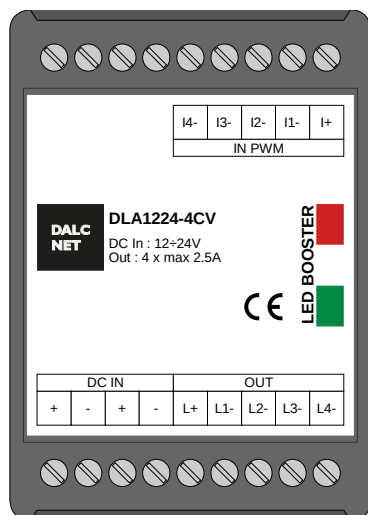 I4- I3- I2- I1- I+
IN PWM
DALC
NET
DLA1224-4CV
DC In : 12÷24V
Out : 4 x max 2.5A
LED BOOSTER
CE
DC IN OUT
+ - + - L+ L1- L2- L3- L4-